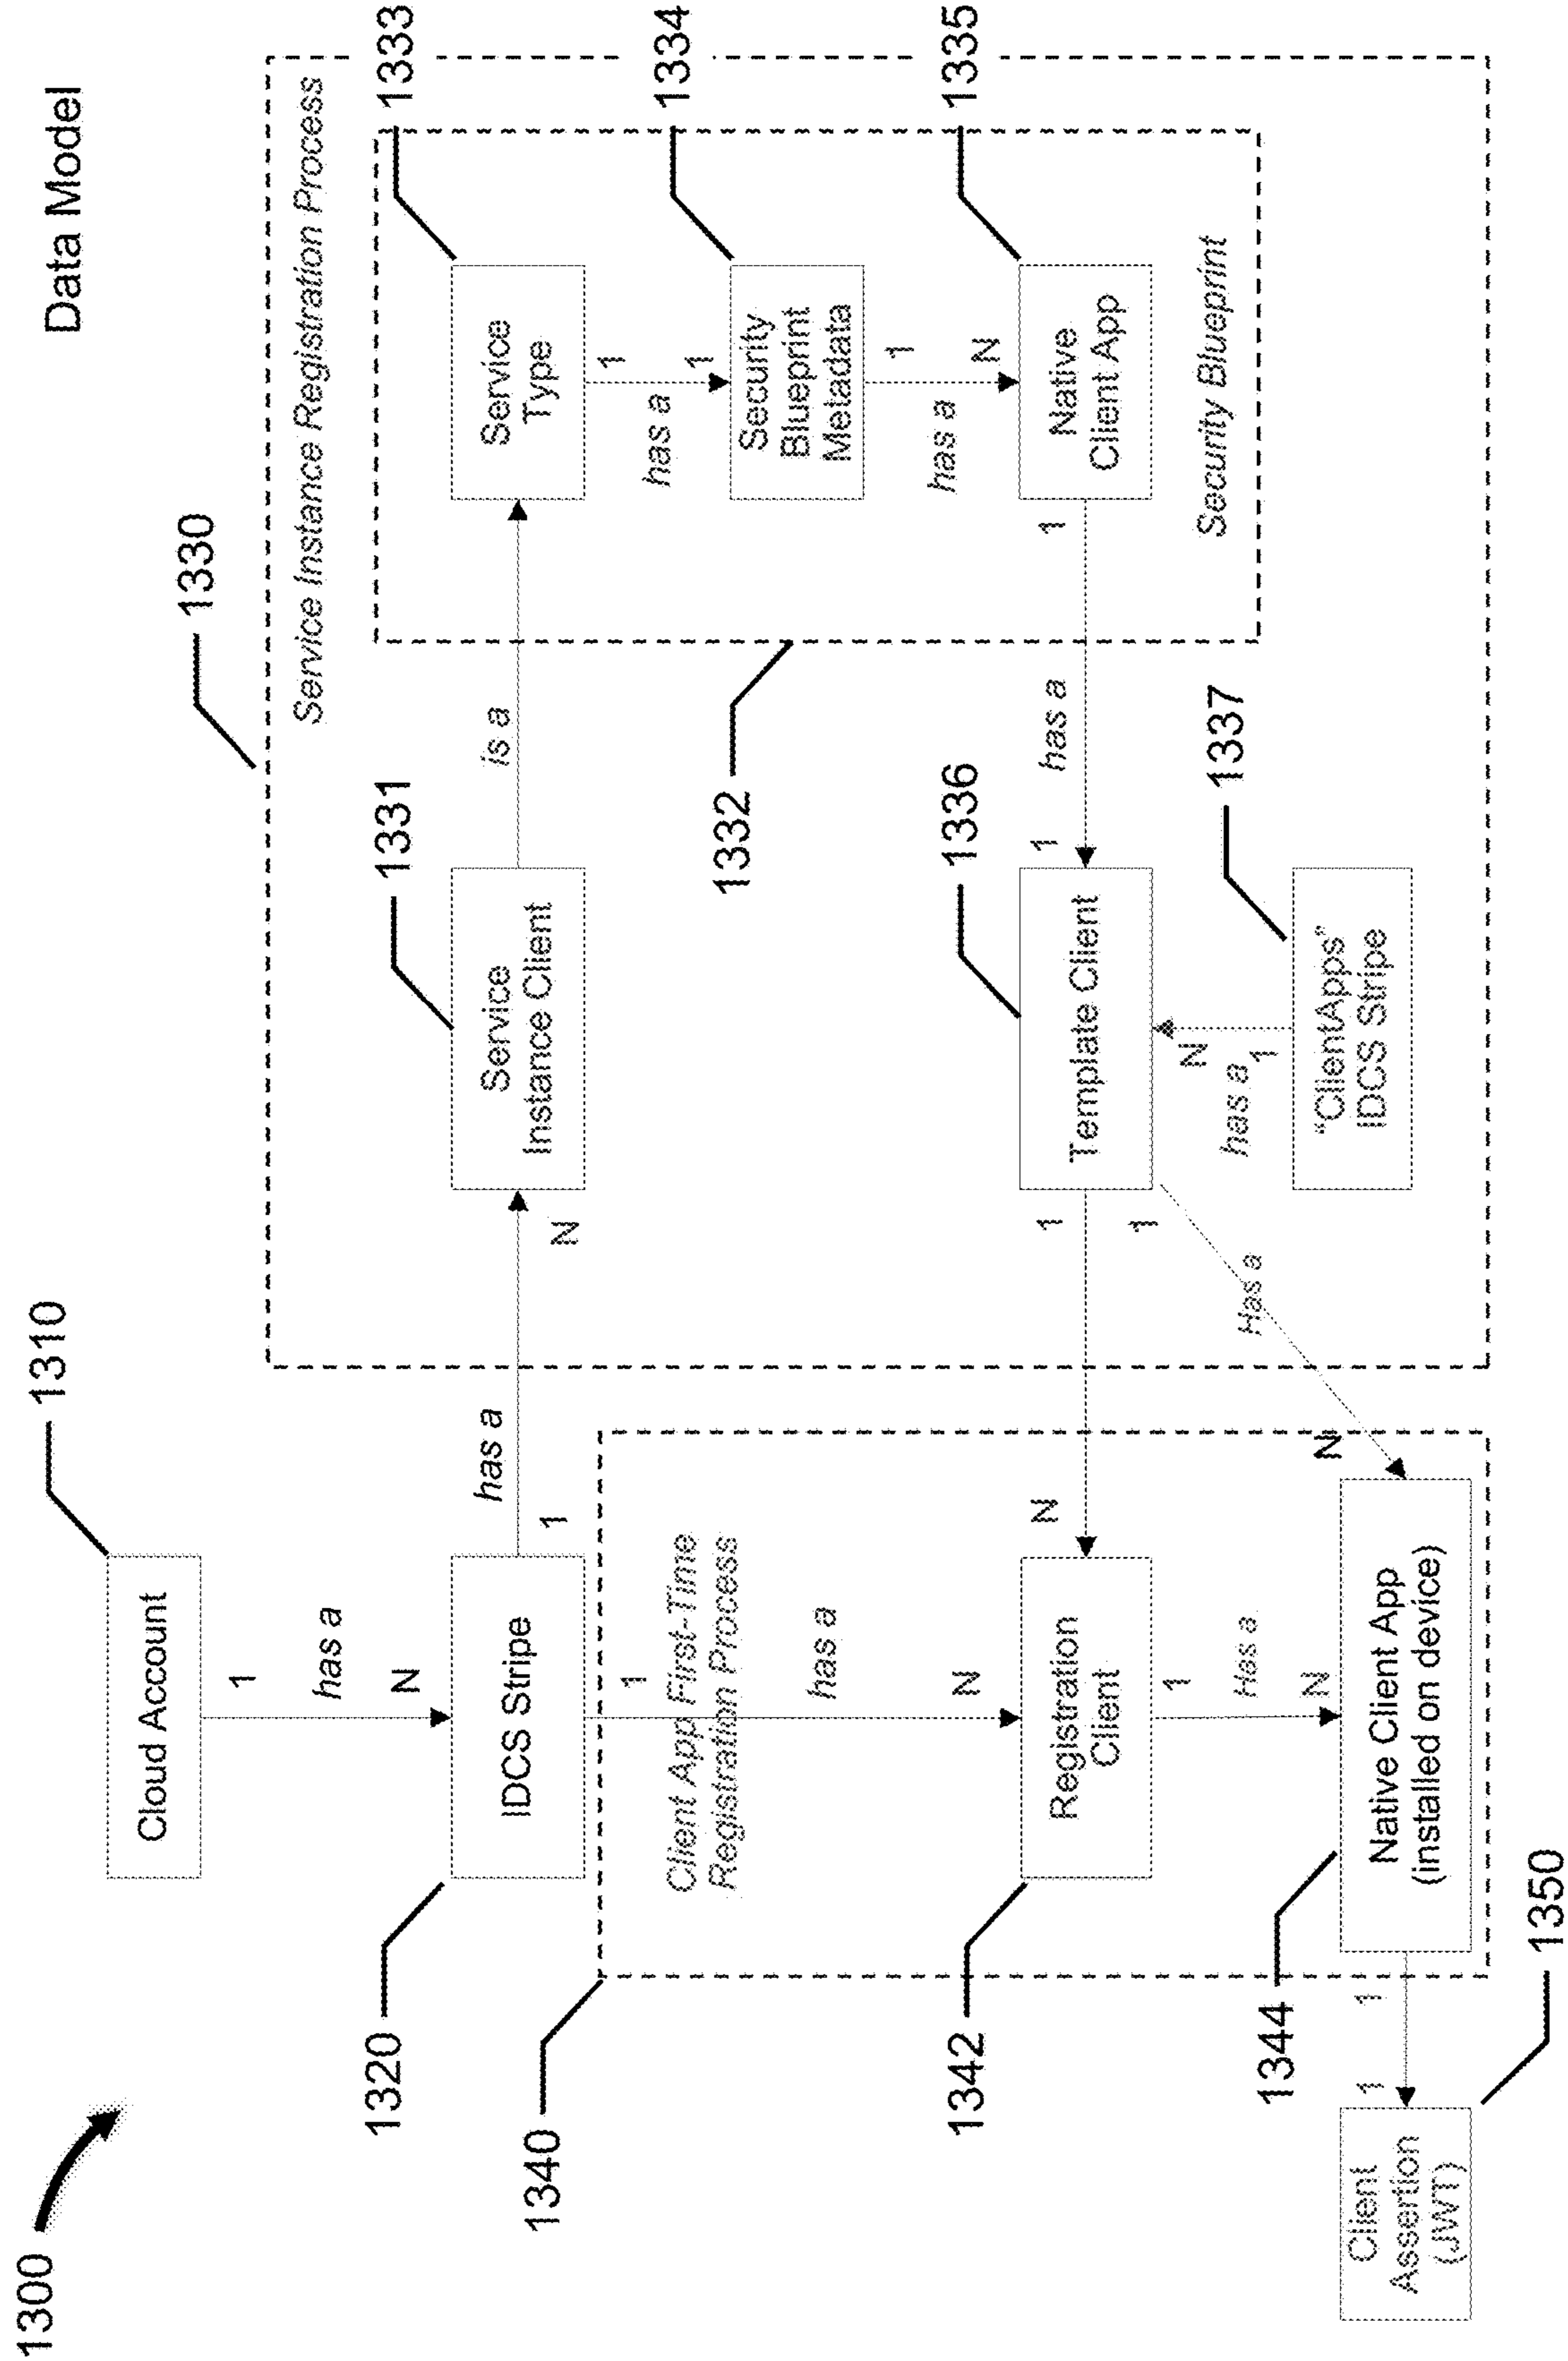 1300
Data Model
1310
Cloud Account
1
has a
N
1320
IDCS Stripe
1
has a
N
1330
Service Instance Registration Process
1331
Service
Instance Client
is a
1332
1333
Service
Type
1
has a
1
1334
Security
Blueprint
Metadata
1
has a
N
1335
Native
Client App
Security Blueprint
1
has a
1
1336
Template Client
1337
N
has a
1
"ClientApps"
IDCS Stripe
1
N
1
Has a
N
1340
Client App First-Time
Registration Process
1
has a
N
1342
Registration
Client
1
Has a
N
1344
Native Client App
(installed on device)
1
1
1350
Client
Assertion
(JWT)